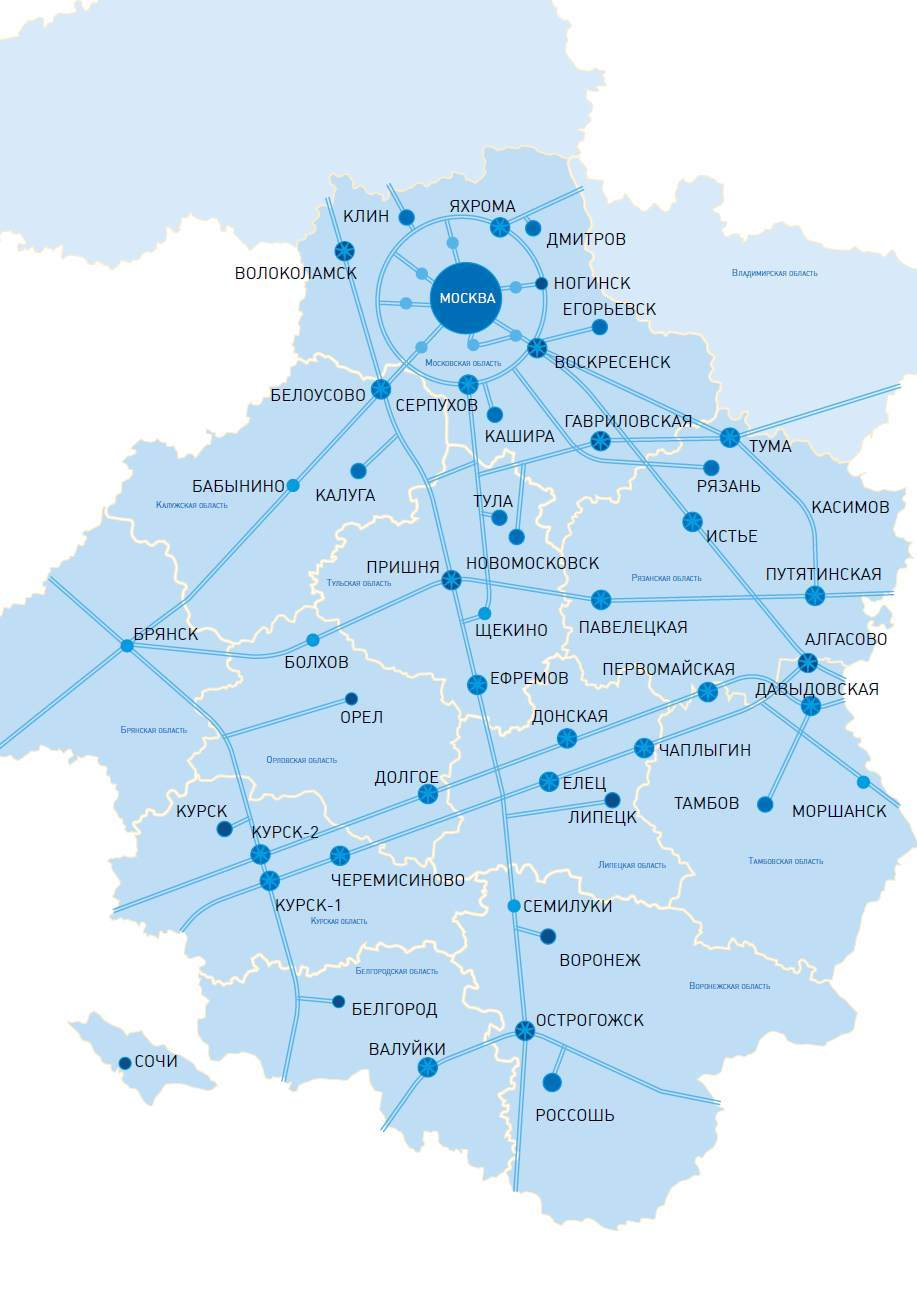 ЯХРОМА
КЛИН
ДМИТРОВ
ВОЛОКОЛАМСК
Владимирская область
НОГИНСК
МОСКВА
ЕГОРЬЕВСК
Московская область
ВОСКРЕСЕНСК
БЕЛОУСОВО
СЕРПУХОВ
ГАВРИЛОВСКАЯ
КАШИРА
ТУМА
БАБЫНИНО
РЯЗАНЬ
КАЛУГА
ТУЛА
Калужская область
КАСИМОВ
ИСТЬЕ
НОВОМОСКОВСК
ПРИШНЯ
ПУТЯТИНСКАЯ
Рязанская область
Тульская область
ПАВЕЛЕЦКАЯ
ЩЕКИНО
БРЯНСК
АЛГАСОВО
БОЛХОВ
ПЕРВОМАЙСКАЯ
ЕФРЕМОВ
ДАВЫДОВСКАЯ
ОРЕЛ
ДОНСКАЯ
Брянская область
ЧАПЛЫГИН
Орловская область
ДОЛГОЕ
ЕЛЕЦ
ТАМБОВ
МОРШАНСК
КУРСК
ЛИПЕЦК
КУРСК-2
Тамбовская область
Липецкая область
ЧЕРЕМИСИНОВО
КУРСК-1
СЕМИЛУКИ
Курская область
ВОРОНЕЖ
Белгородская область
Воронежская область
БЕЛГОРОД
ОСТРОГОЖСК
ВАЛУЙКИ
СОЧИ
РОССОШЬ